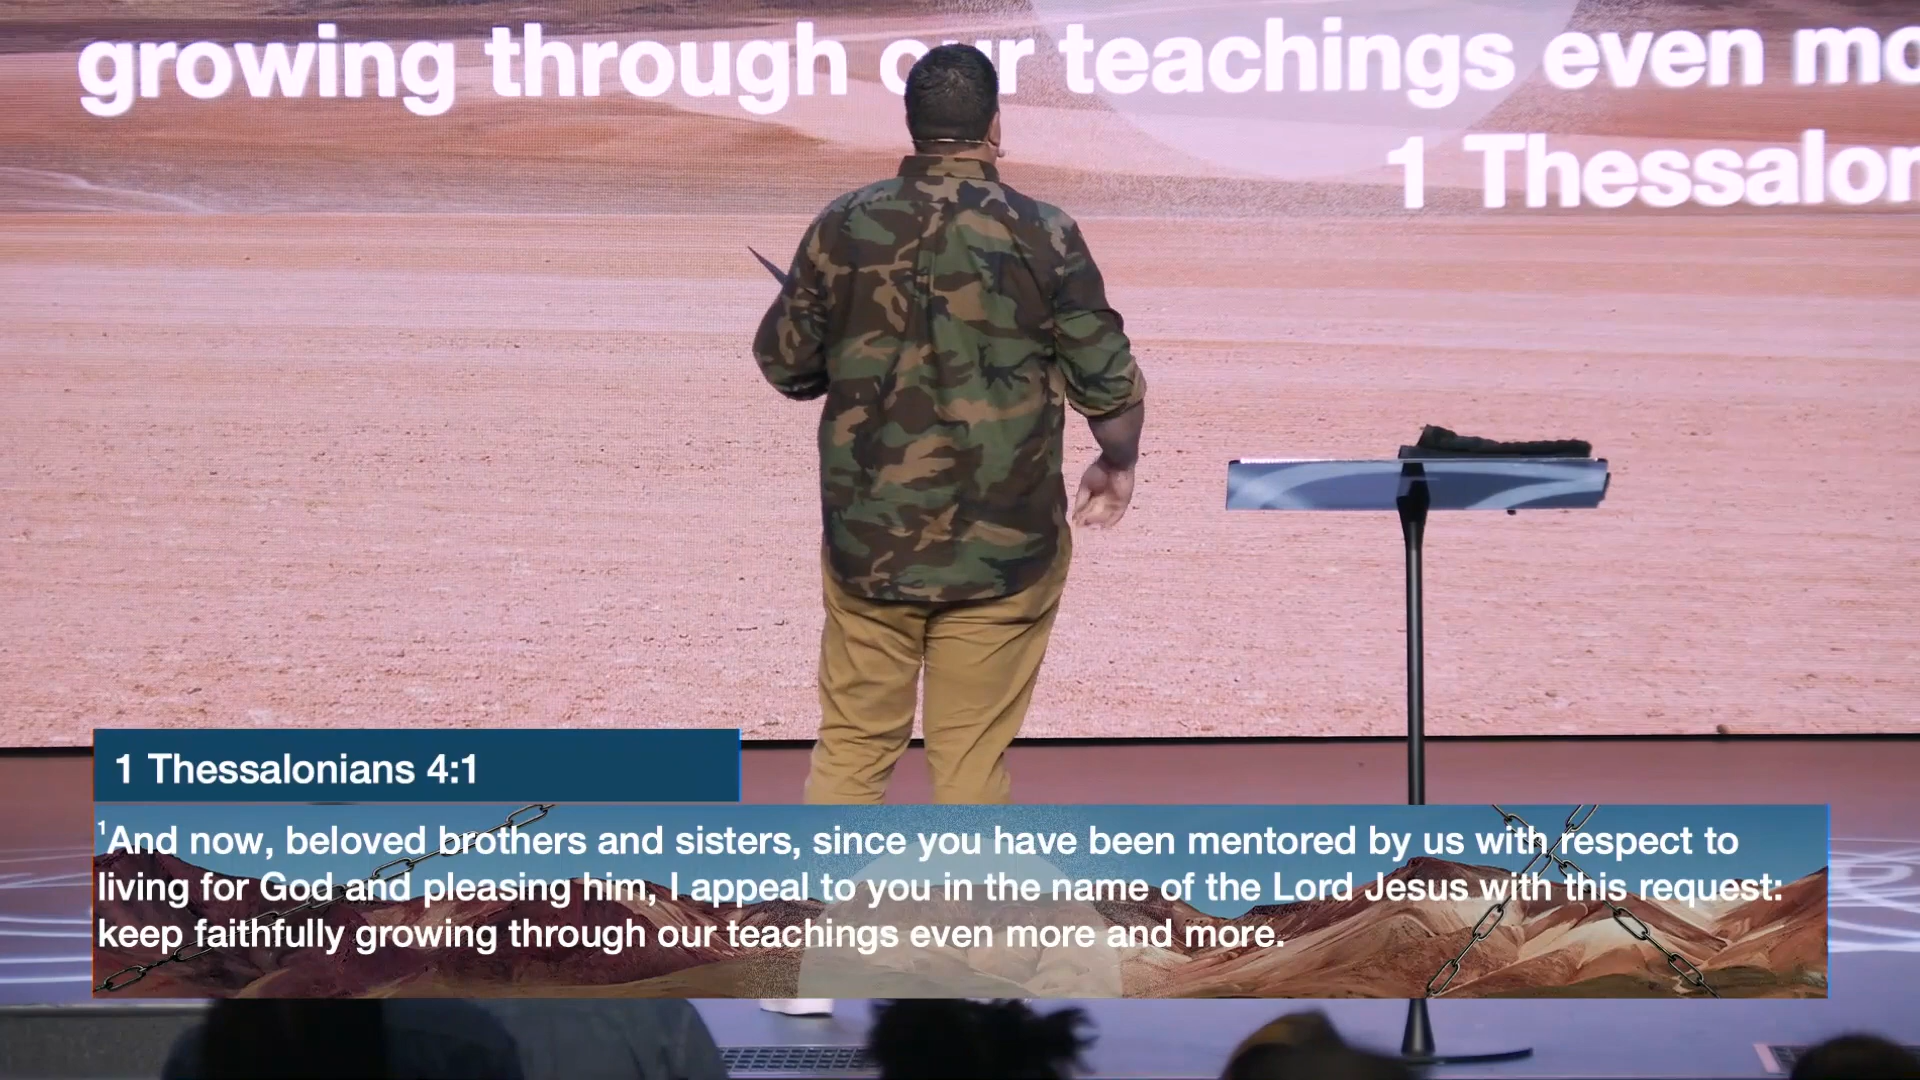 growing through our teachings even
1 Thessalon
1 Thessalonians 4:1
1And now, beloved brothers and sisters, since you have been mentored by us with respect to
living for God and pleasing him, I appeal to you in the name of the Lord Jesus with this request:
keep faithfully growing through our teachings even more and more.